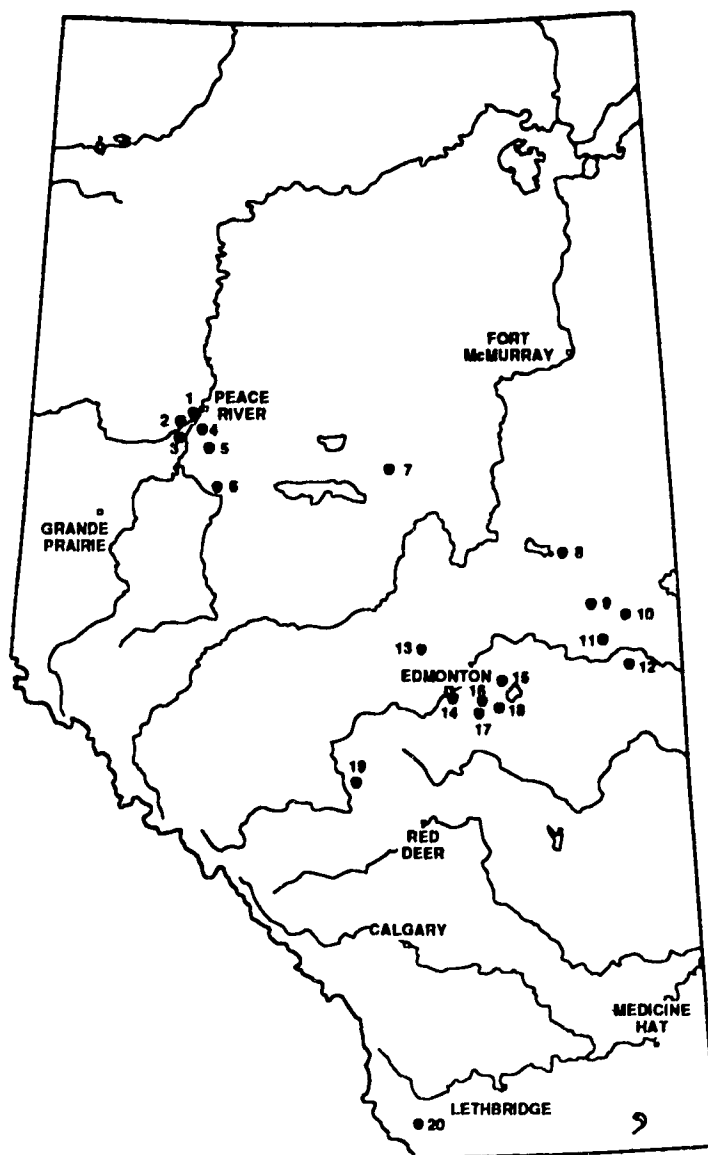 FORT
McMURRAY
1
PEACE
RIVER
2
4
3
5
7
6
GRANDE
PRAIRIE
8
9
10
11
13
12
EDMONTON
15
16
14
18
17
19
RED
DEER
CALGARY
MEDICINE
HAT
LETHBRIDGE
20